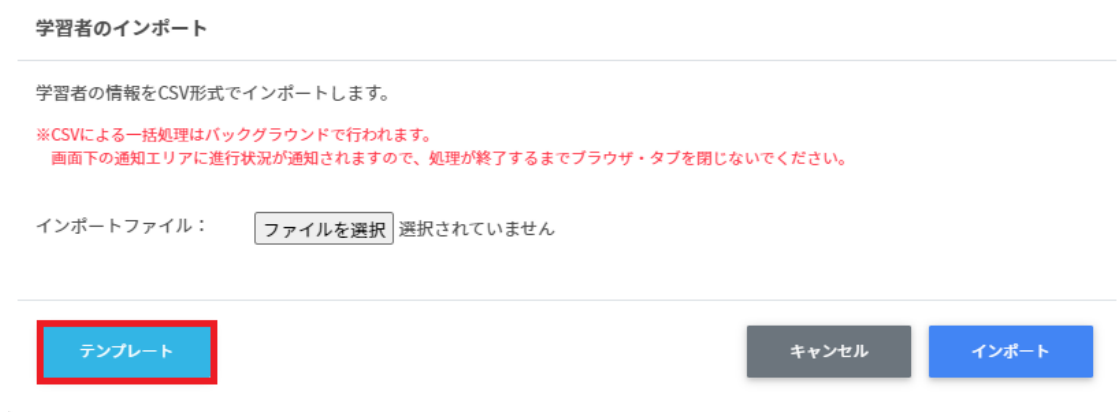 学習者のインポート
学習者の情報をCSV形式でインポートします。
※CSVによる一括処理はバックグラウンドで行われます。
画面下の通知エリアに進行状況が通知されますので、処理が終了するまでブラウザ・タブを閉じないでください。
インポートファイル： ファイルを選択 選択されていません
テンプレート キャンセル インポート